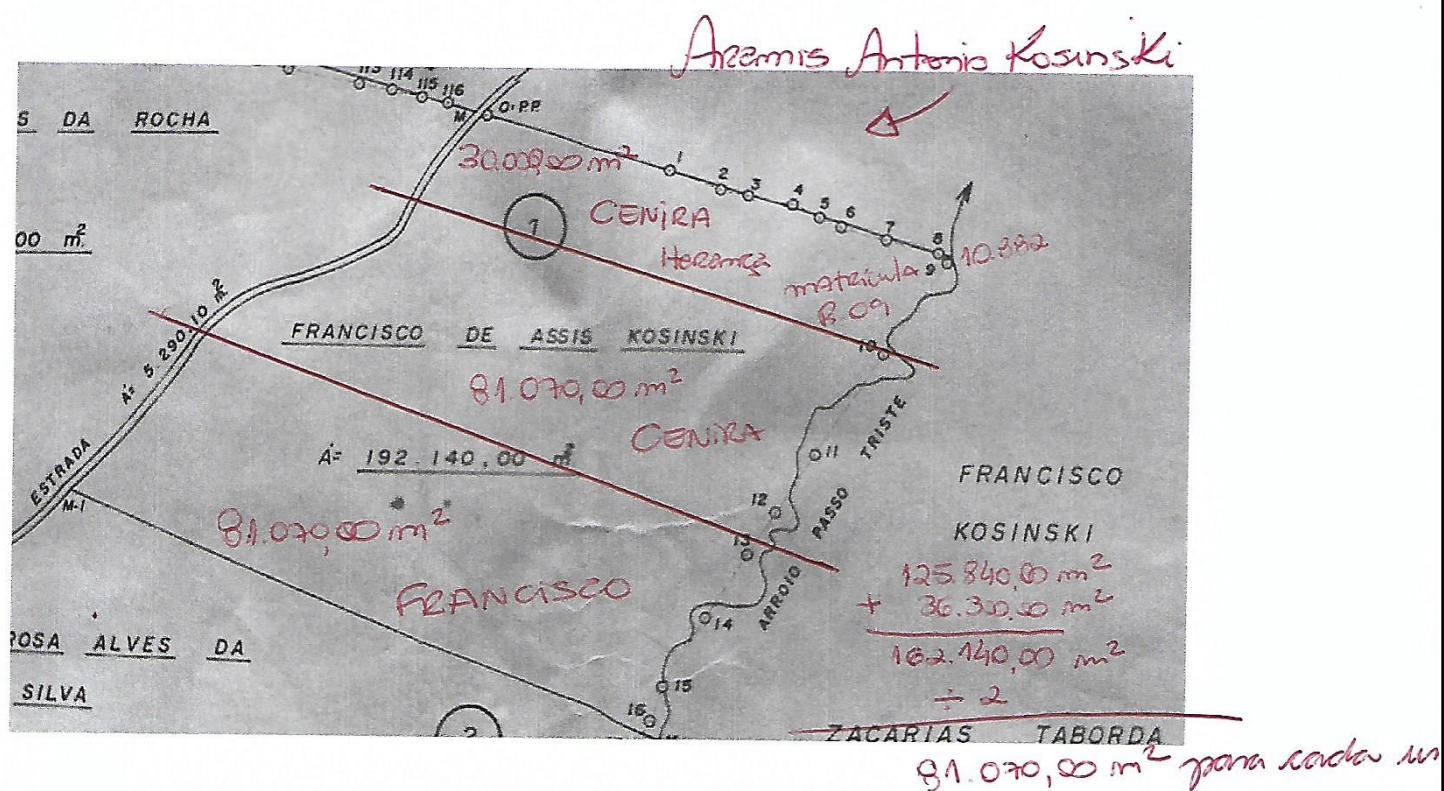 Aremis Antonio Kosinski
113 114 115 116
M O=PP
S DA ROCHA
30.000,00 m²
1 2 3 4 5 6 7 8
00 m²
1
CENIRA
Herança
matrícula 10.882
R.09
A= 5.290,10 m²
FRANCISCO DE ASSIS KOSINSKI
10
81.070,00 m²
CENIRA
A= 192.140,00 m²
11
ESTRADA
M-1
ARROIO PASSO TRISTE
FRANCISCO
KOSINSKI
12
81.070,00 m²
13
125.840,00 m²
FRANCISCO
+ 36.300,00 m²
14
162.140,00 m²
ROSA ALVES DA
SILVA
÷ 2
15
16
2
ZACARIAS TABORDA
81.070,00 m² para cada um